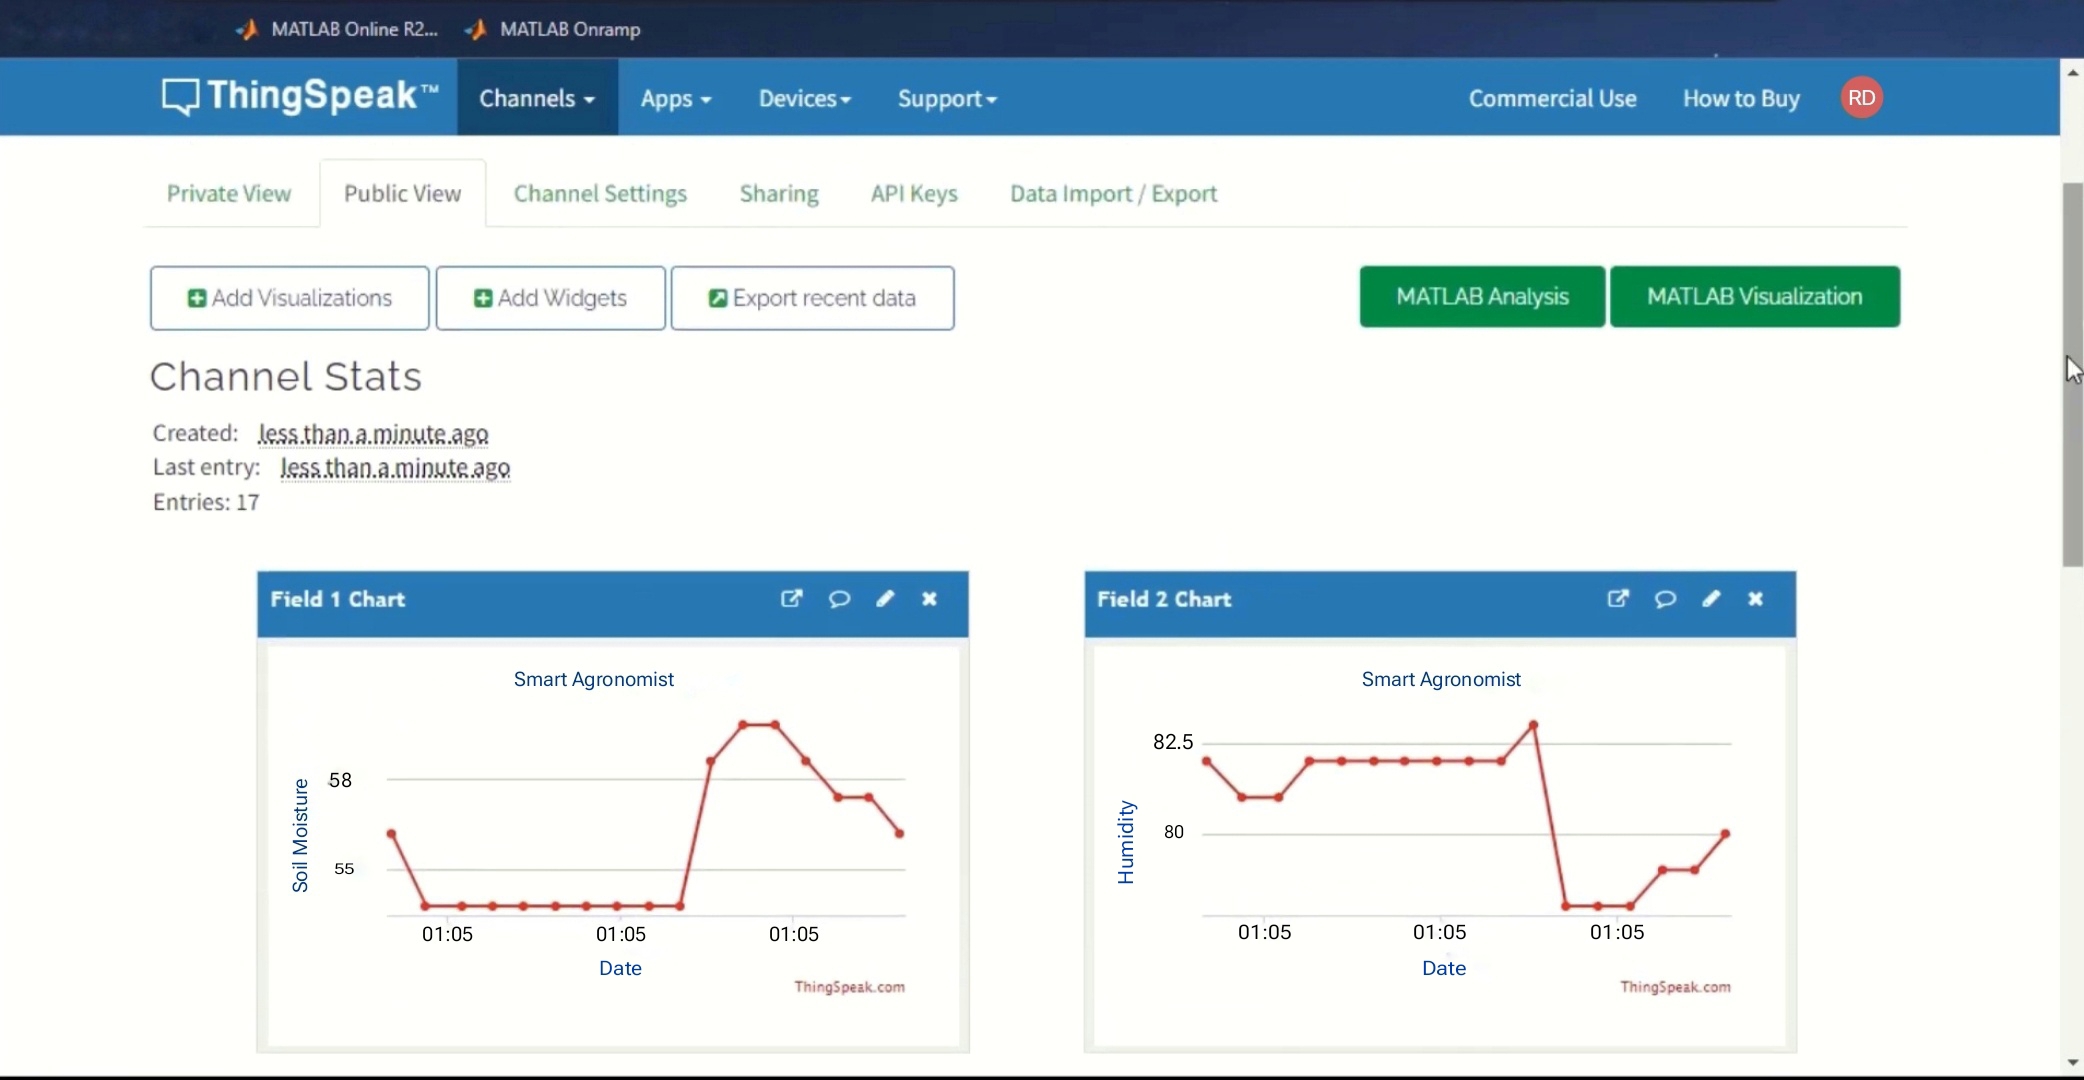 MATLAB Online R2... MATLAB Onramp
ThingSpeak™ Channels Apps Devices Support Commercial Use How to Buy RD
Private View Public View Channel Settings Sharing API Keys Data Import / Export
Add Visualizations Add Widgets Export recent data MATLAB Analysis MATLAB Visualization
Channel Stats
Created: less than a minute ago
Last entry: less than a minute ago
Entries: 17
Field 1 Chart
Smart Agronomist
Soil Moisture
58
55
01:05 01:05 01:05
Date
ThingSpeak.com
Field 2 Chart
Smart Agronomist
Humidity
82.5
80
01:05 01:05 01:05
Date
ThingSpeak.com